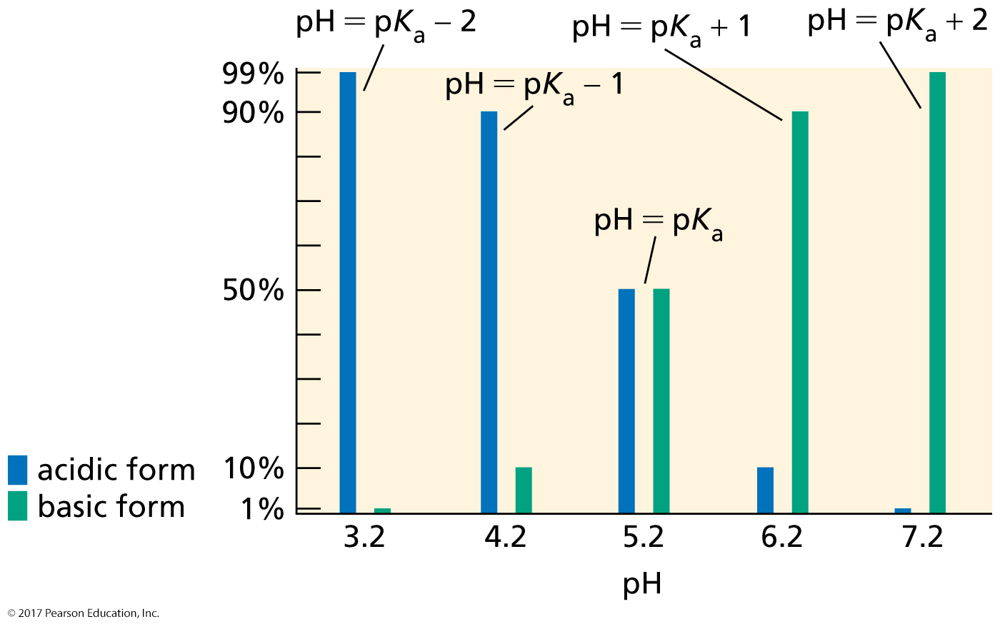 pH = pKa − 2
pH = pKa + 1
pH = pKa + 2
99%
pH = pKa − 1
90%
pH = pKa
50%
acidic form
10%
basic form
1%
3.2 4.2 5.2 6.2 7.2
pH
© 2017 Pearson Education, Inc.